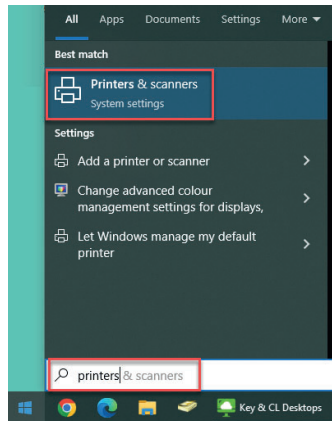 All Apps Documents Settings More
Best match
Printers & scanners
System settings
Settings
Add a printer or scanner
Change advanced colour
management settings for displays,
Let Windows manage my default
printer
printers & scanners
Key & CL Desktops